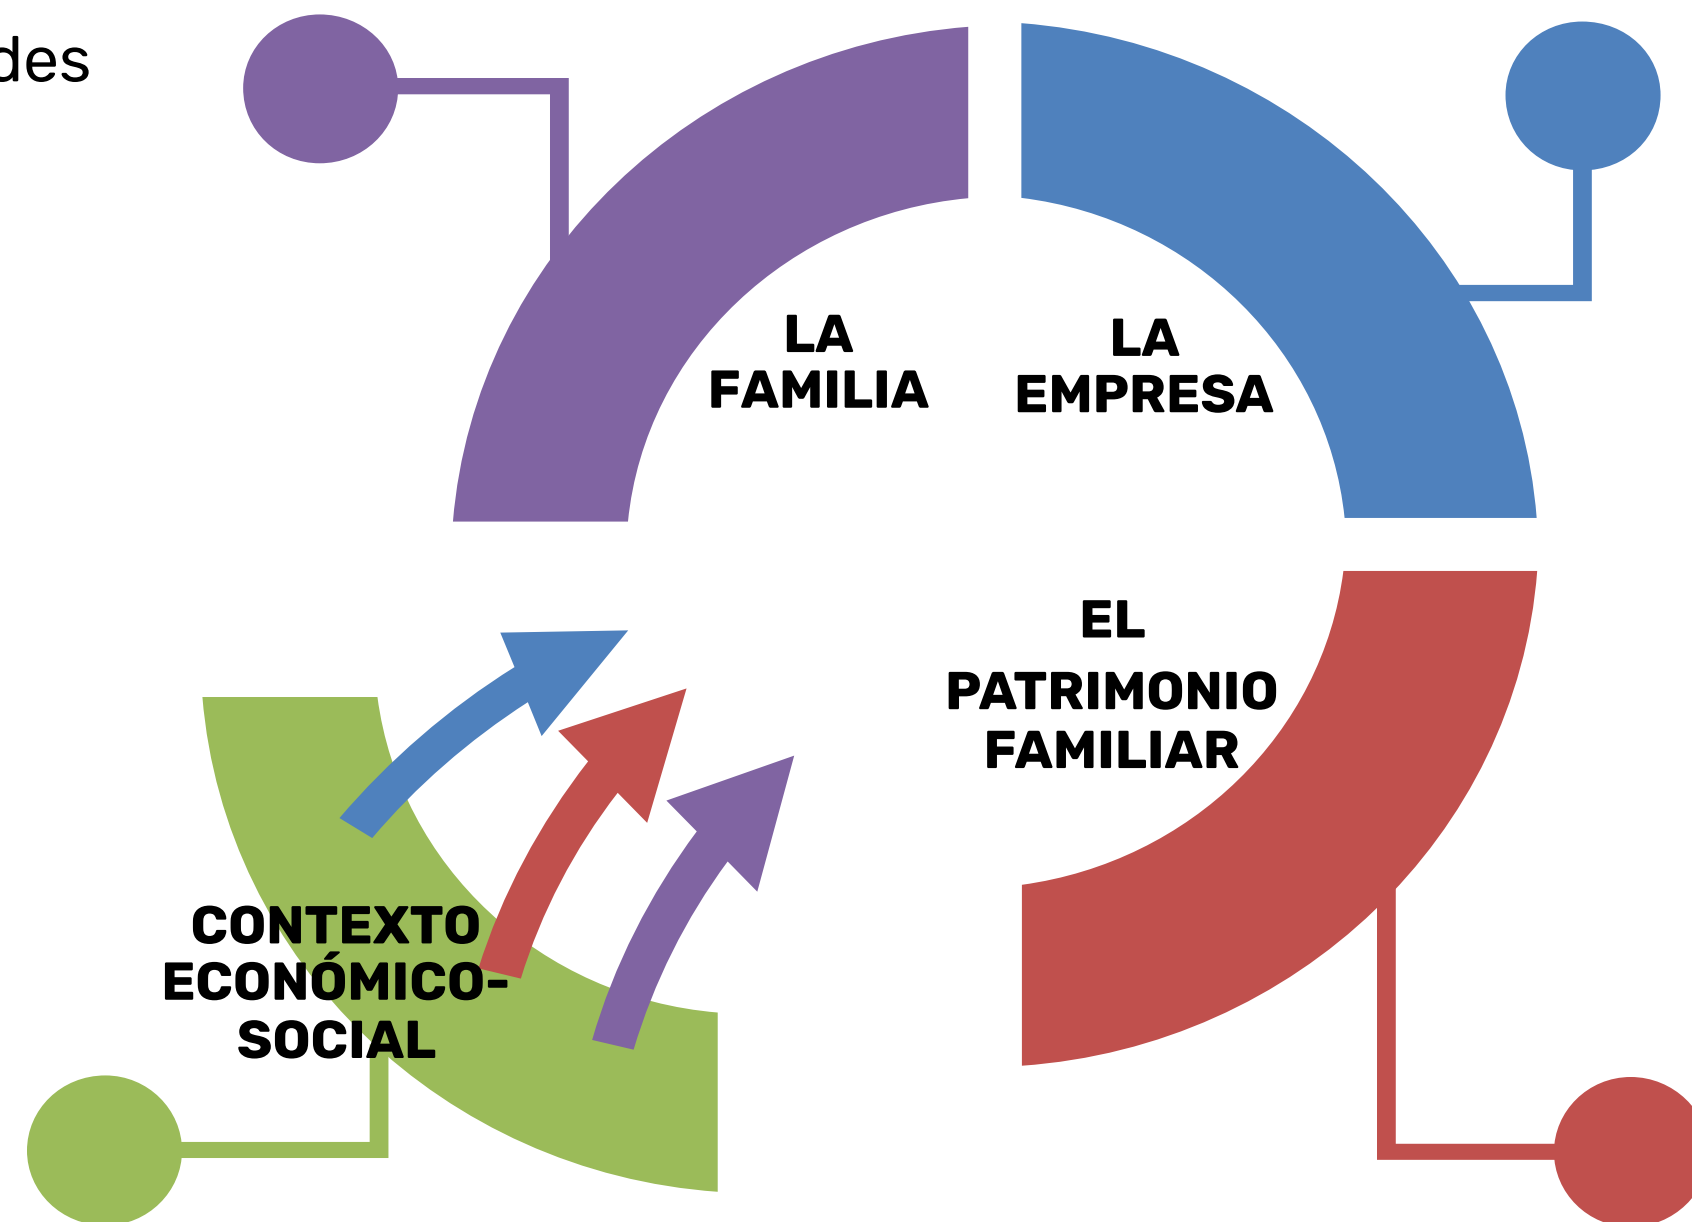 des
LA
FAMILIA
LA
EMPRESA
EL
PATRIMONIO
FAMILIAR
CONTEXTO
ECONÓMICO-
SOCIAL